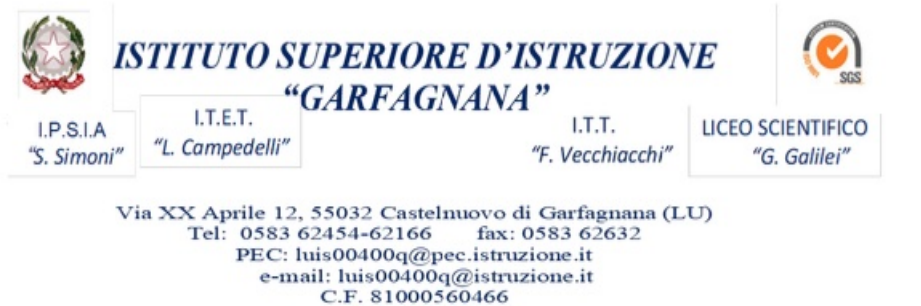 ISTITUTO SUPERIORE D’ISTRUZIONE
“GARFAGNANA”
I.P.S.I.A
“S. Simoni”
I.T.E.T.
“L. Campedelli”
I.T.T.
“F. Vecchiacchi”
LICEO SCIENTIFICO
“G. Galilei”
SGS
Via XX Aprile 12, 55032 Castelnuovo di Garfagnana (LU)
Tel: 0583 62454-62166 fax: 0583 62632
PEC: luis00400q@pec.istruzione.it
e-mail: luis00400q@istruzione.it
C.F. 81000560466